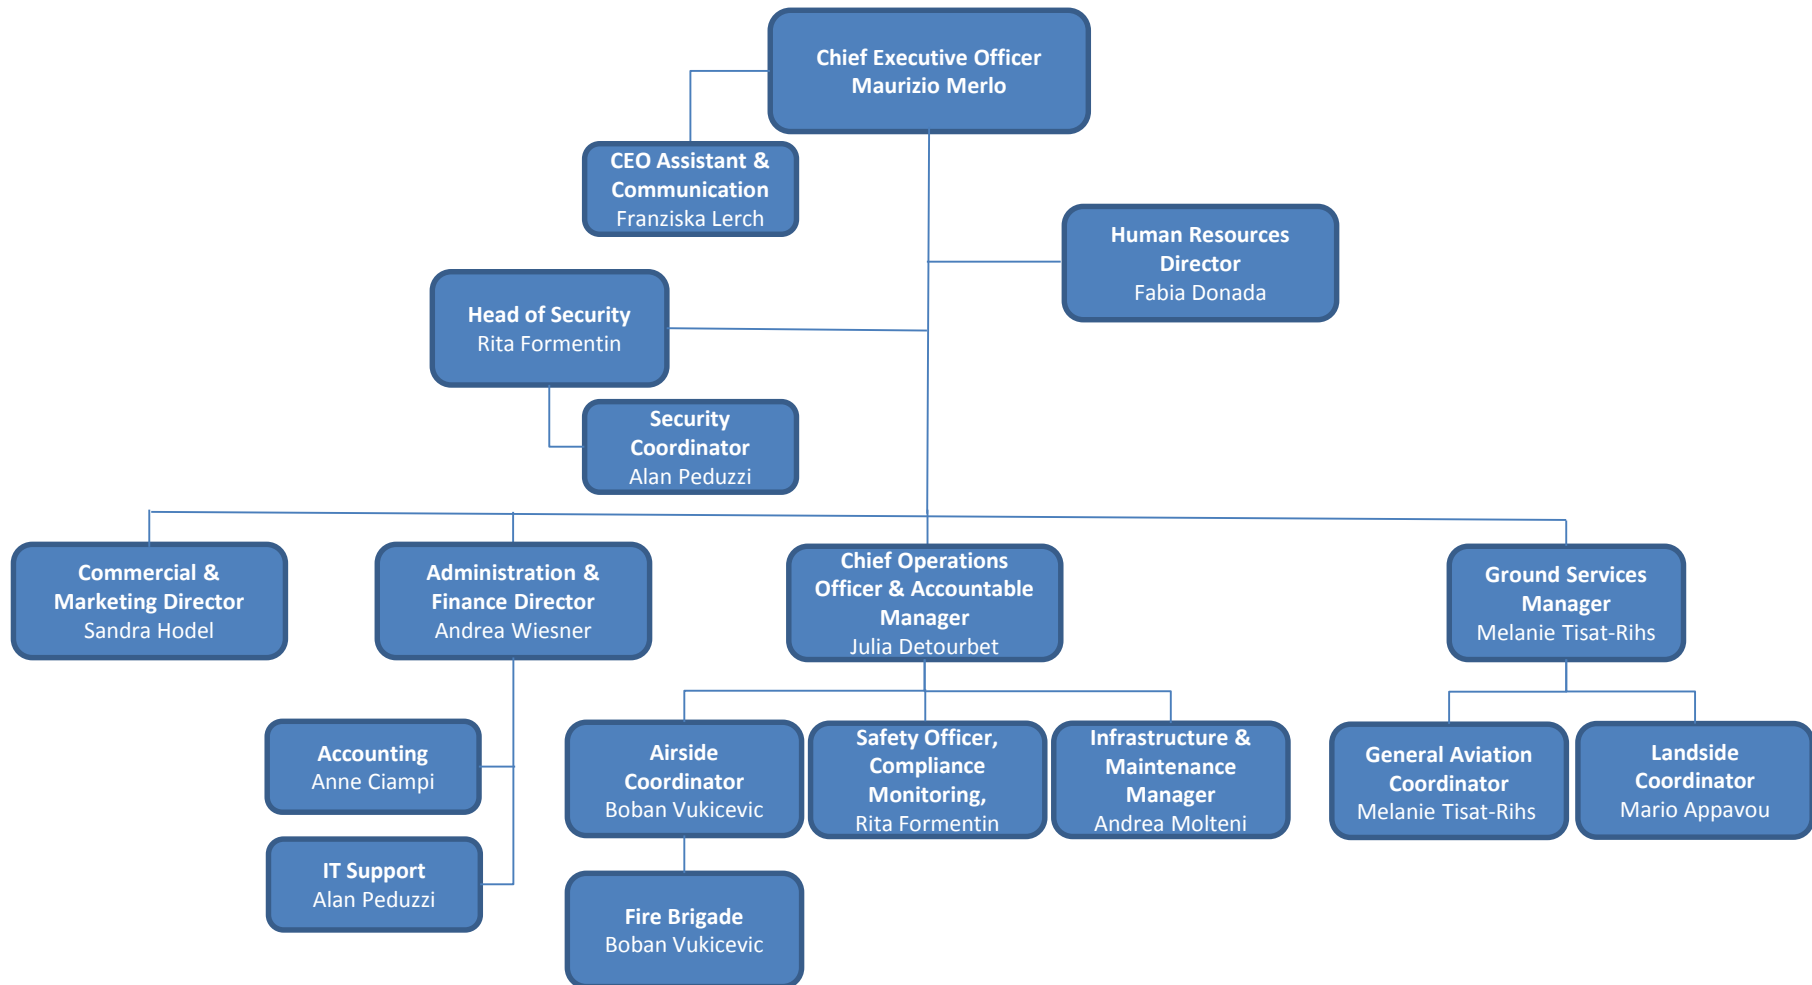 Chief Executive Officer
Maurizio Merlo
CEO Assistant &
Communication
Franziska Lerch
Human Resources
Director
Fabia Donada
Head of Security
Rita Formentin
Security
Coordinator
Alan Peduzzi
Commercial &
Marketing Director
Sandra Hodel
Administration &
Finance Director
Andrea Wiesner
Chief Operations
Officer & Accountable
Manager
Julia Detourbet
Ground Services
Manager
Melanie Tisat-Rihs
Accounting
Anne Ciampi
IT Support
Alan Peduzzi
Airside
Coordinator
Boban Vukicevic
Safety Officer,
Compliance
Monitoring,
Rita Formentin
Infrastructure &
Maintenance
Manager
Andrea Molteni
General Aviation
Coordinator
Melanie Tisat-Rihs
Landside
Coordinator
Mario Appavou
Fire Brigade
Boban Vukicevic